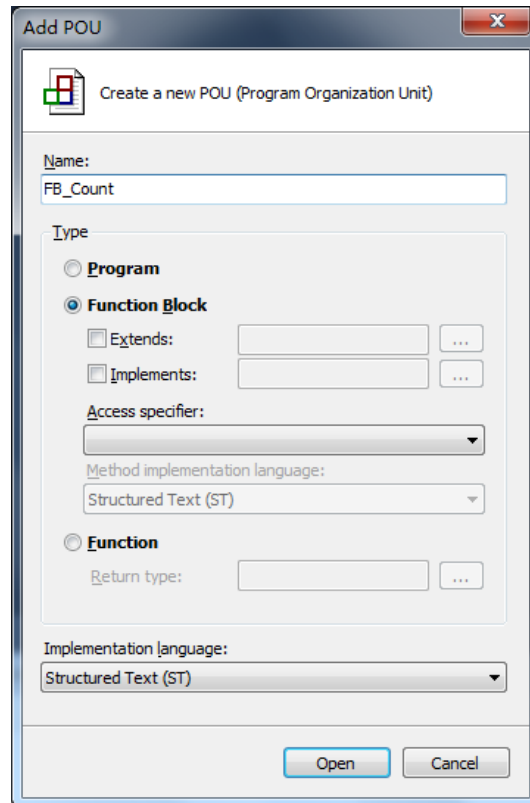 Add POU
X
Create a new POU (Program Organization Unit)
Name:
FB_Count
Type
Program
Function Block
Extends:
...
Implements:
...
Access specifier:
Method implementation language:
Structured Text (ST)
Function
Return type:
...
Implementation language:
Structured Text (ST)
Open Cancel